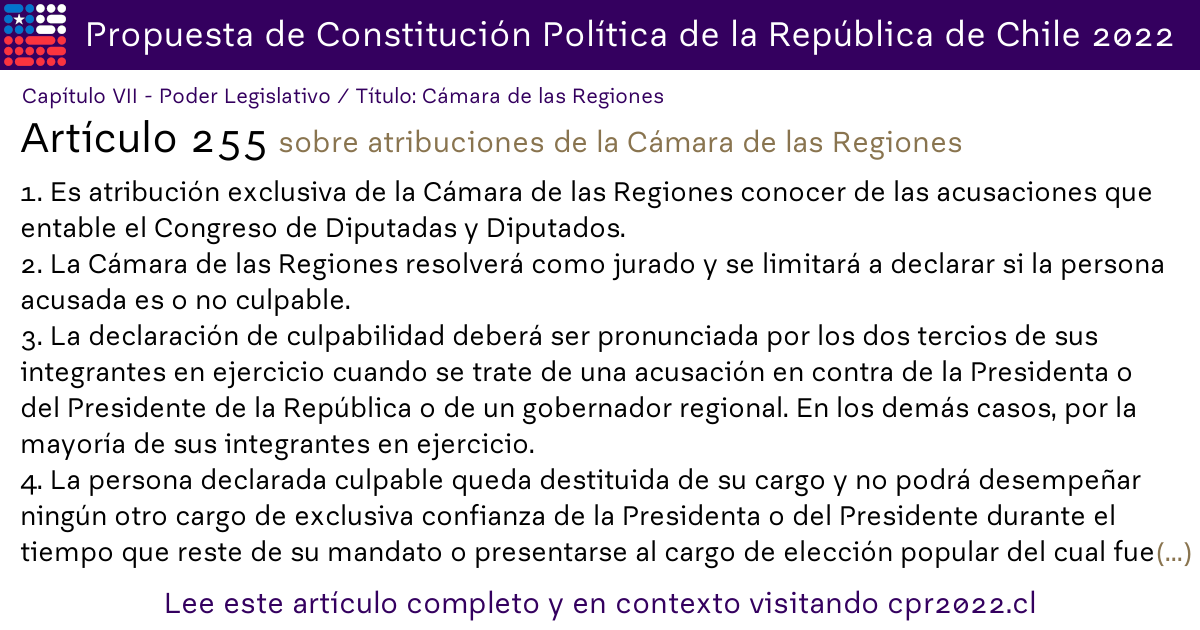 Propuesta de Constitución Política de la República de Chile 2022
Capítulo VII - Poder Legislativo / Título: Cámara de las Regiones
Artículo 255 sobre atribuciones de la Cámara de las Regiones
1. Es atribución exclusiva de la Cámara de las Regiones conocer de las acusaciones que
entable el Congreso de Diputadas y Diputados.
2. La Cámara de las Regiones resolverá como jurado y se limitará a declarar si la persona
acusada es o no culpable.
3. La declaración de culpabilidad deberá ser pronunciada por los dos tercios de sus
integrantes en ejercicio cuando se trate de una acusación en contra de la Presidenta o
del Presidente de la República o de un gobernador regional. En los demás casos, por la
mayoría de sus integrantes en ejercicio.
4. La persona declarada culpable queda destituida de su cargo y no podrá desempeñar
ningún otro cargo de exclusiva confianza de la Presidenta o del Presidente durante el
tiempo que reste de su mandato o presentarse al cargo de elección popular del cual fue(...)
Lee este artículo completo y en contexto visitando cpr2022.cl